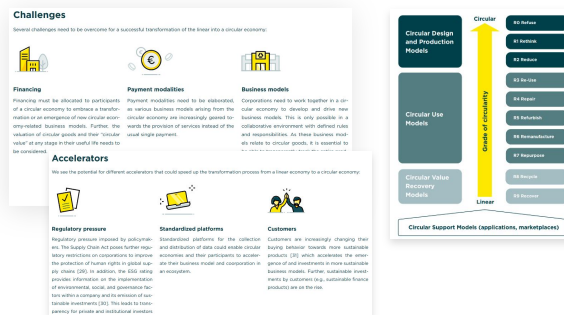 Challenges
Several challenges need to be overcome for a successful transformation of the linear into a circular economy:
Financing
Financing must be allocated to participants
of a circular economy to embrace a transfor-
mation or an emergence of new circular econ-
omy-related business models. Further, the
valuation of circular goods and their "circular
value" at any stage in their useful life needs to
be considered.
Payment modalities
Payment modalities need to be elaborated,
as various business models arising from the
circular economy are increasingly geared to-
wards the provision of services instead of the
usual single payment.
Business models
Corporations need to work together in a cir-
cular economy to develop and drive new
business models. This is only possible in a
collaborative environment with defined rules
and responsibilities. As these business mod-
els relate to circular goods, it is essential to
Accelerators
We see the potential for different accelerators that could speed up the transformation process from a linear economy to a circular economy:
Regulatory pressure
Regulatory pressure imposed by policymak-
ers. The Supply Chain Act poses further regu-
latory restrictions on corporations to improve
the protection of human rights in global sup-
ply chains [29]. In addition, the ESG rating
provides information on the implementation
of environmental, social, and governance fac-
tors within a company and its emission of sus-
tainable investments [30]. This leads to trans-
parency for private and institutional investors
Standardized platforms
Standardized platforms for the collection
and distribution of data could enable circular
economies and their participants to acceler-
ate their business model and coorporation in
an ecosystem.
Customers
Customers are increasingly changing their
buying behavior towards more sustainable
products [31] which accelerates the emer-
gence of and investments in more sustainable
business models. Further, sustainable invest-
ments by customers (e.g., sustainable finance
products) are on the rise.
Circular Design
and Production
Models
Circular Use
Models
Circular Value
Recovery
Models
Circular
Grade of circularity
Linear
R0 Refuse
R1 Rethink
R2 Reduce
R3 Re-Use
R4 Repair
R5 Refurbish
R6 Remanufacture
R7 Repurpose
R8 Recycle
R9 Recover
Circular Support Models (applications, marketplaces)